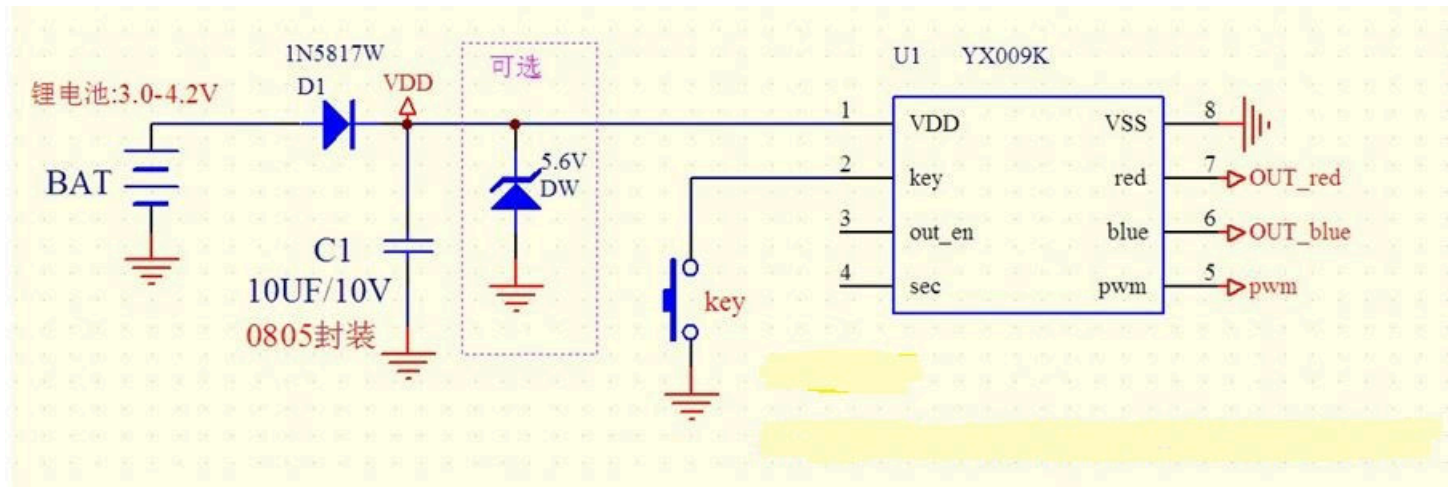 1N5817W
D1
VDD
锂电池:3.0-4.2V
BAT
C1
10UF/10V
0805封装
可选
5.6V
DW
key
U1 YX009K
1 VDD VSS 8
2 key red 7 OUT_red
3 out_en blue 6 OUT_blue
4 sec pwm 5 pwm